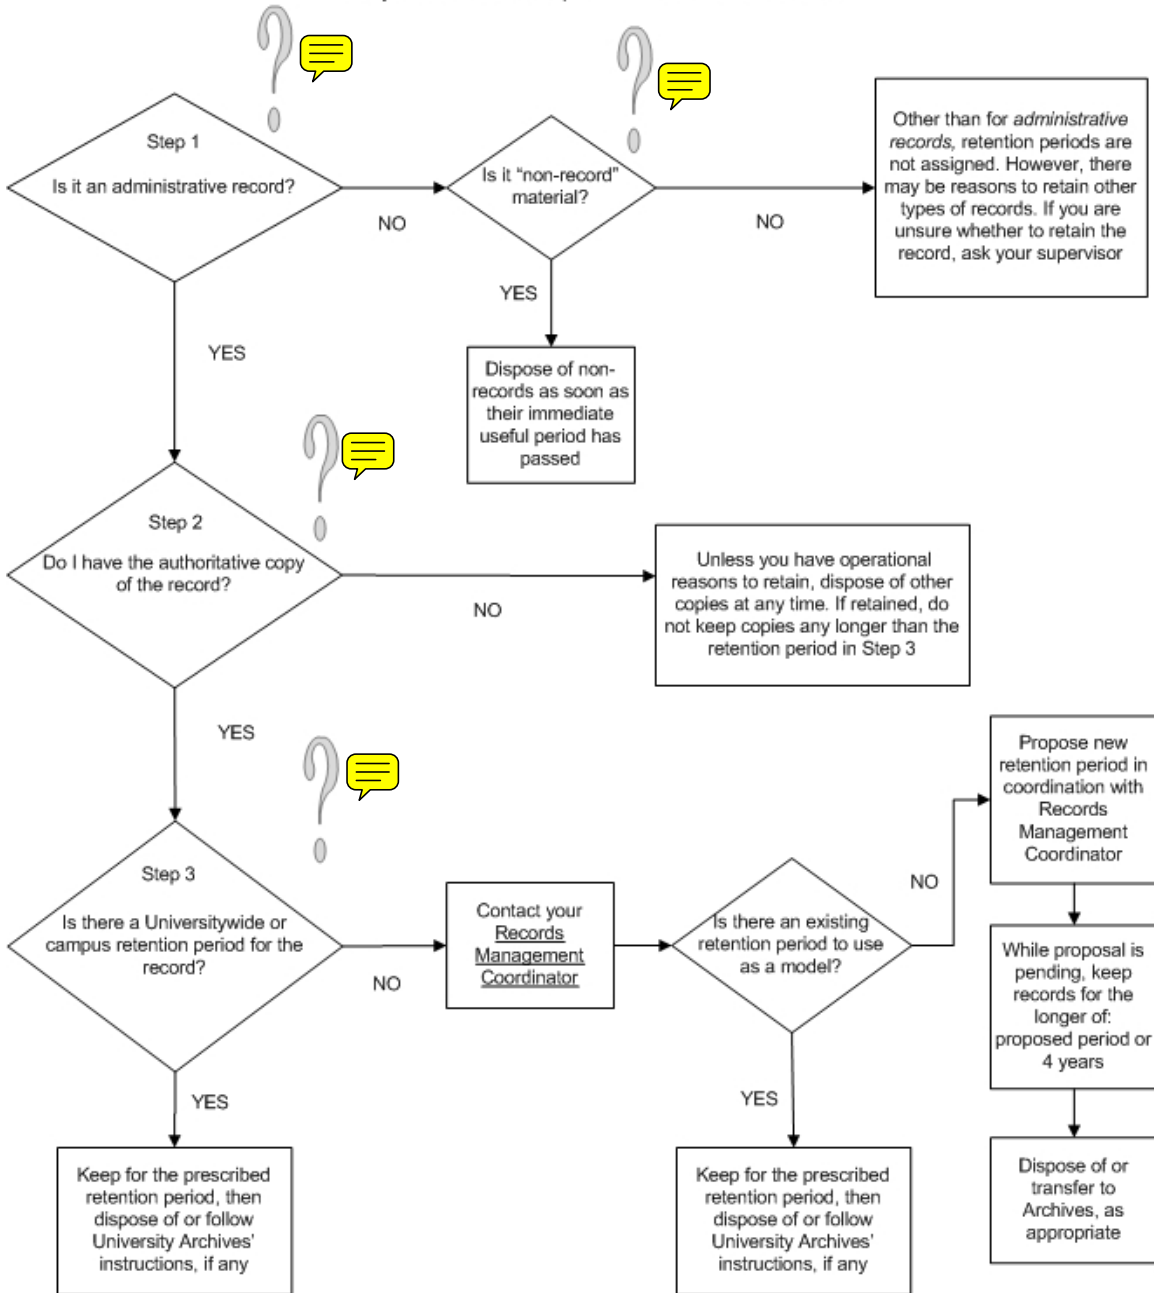 Step 1
Is it an administrative record?
NO
Is it “non-record”
material?
NO
Other than for administrative
records, retention periods are
not assigned. However, there
may be reasons to retain other
types of records. If you are
unsure whether to retain the
record, ask your supervisor
YES
Dispose of non-
records as soon as
their immediate
useful period has
passed
YES
Step 2
Do I have the authoritative copy
of the record?
NO
Unless you have operational
reasons to retain, dispose of other
copies at any time. If retained, do
not keep copies any longer than the
retention period in Step 3
YES
Step 3
Is there a Universitywide or
campus retention period for the
record?
NO
Contact your
Records
Management
Coordinator
Is there an existing
retention period to use
as a model?
NO
Propose new
retention period in
coordination with
Records
Management
Coordinator
While proposal is
pending, keep
records for the
longer of:
proposed period or
4 years
Dispose of or
transfer to
Archives, as
appropriate
YES
Keep for the prescribed
retention period, then
dispose of or follow
University Archives’
instructions, if any
YES
Keep for the prescribed
retention period, then
dispose of or follow
University Archives’
instructions, if any